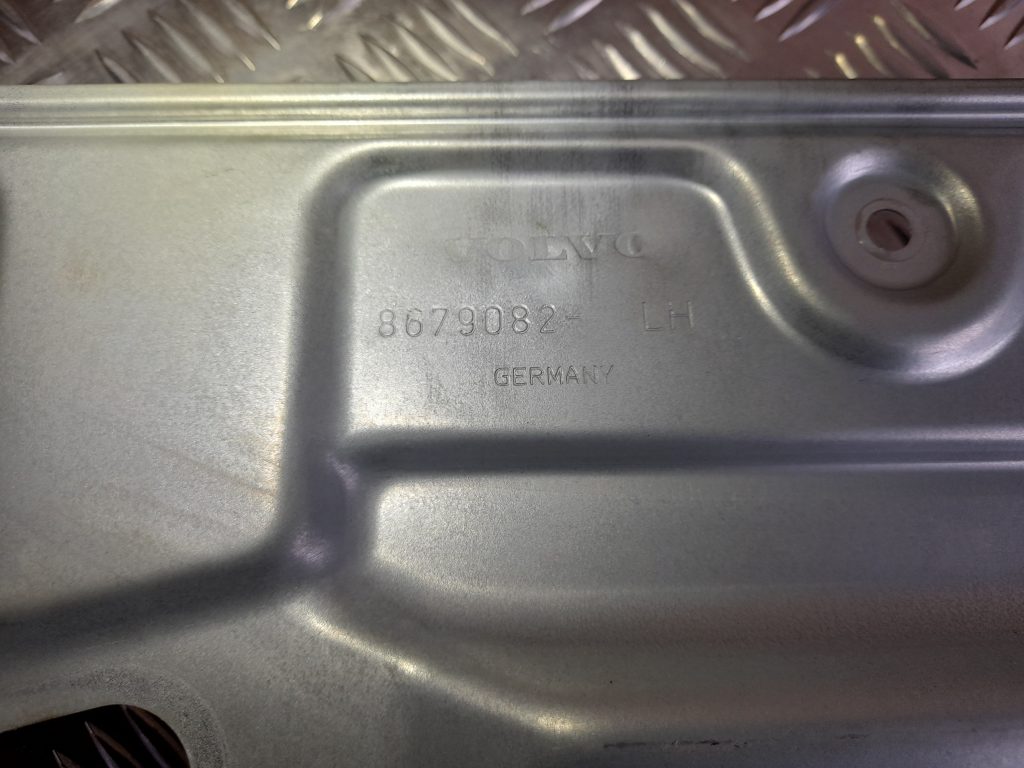 VOLVO
8679082- LH
GERMANY